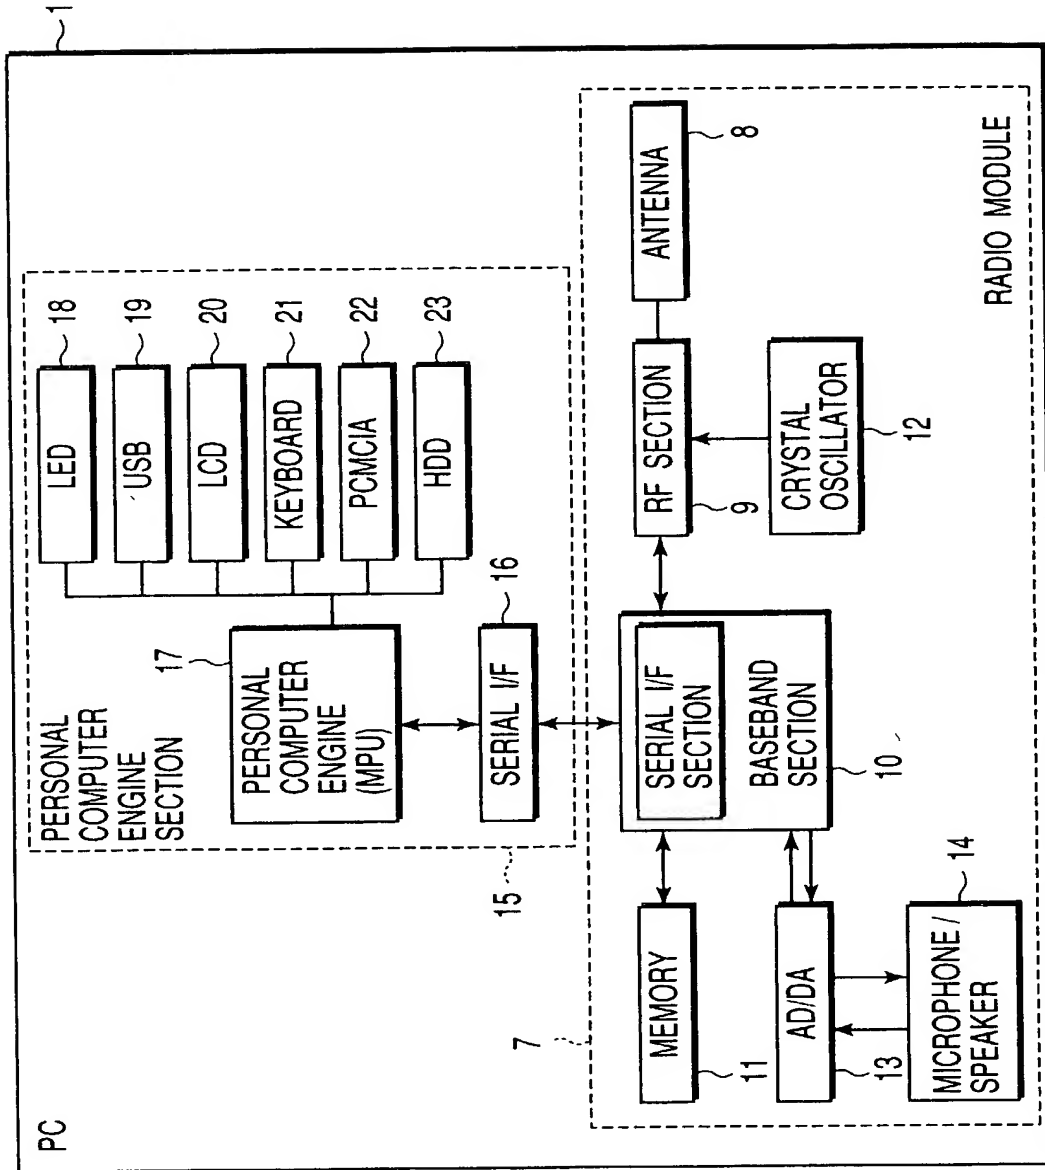 PC
1
PERSONAL
COMPUTER
ENGINE
SECTION
15
17
PERSONAL
COMPUTER
ENGINE
(MPU)
SERIAL I/F
16
LED
18
USB
19
LCD
20
KEYBOARD
21
PCMCIA
22
HDD
23
7
MEMORY
11
AD/DA
13
MICROPHONE/
SPEAKER
14
SERIAL I/F
SECTION
BASEBAND
SECTION
10
RF SECTION
9
CRYSTAL
OSCILLATOR
12
ANTENNA
8
RADIO MODULE